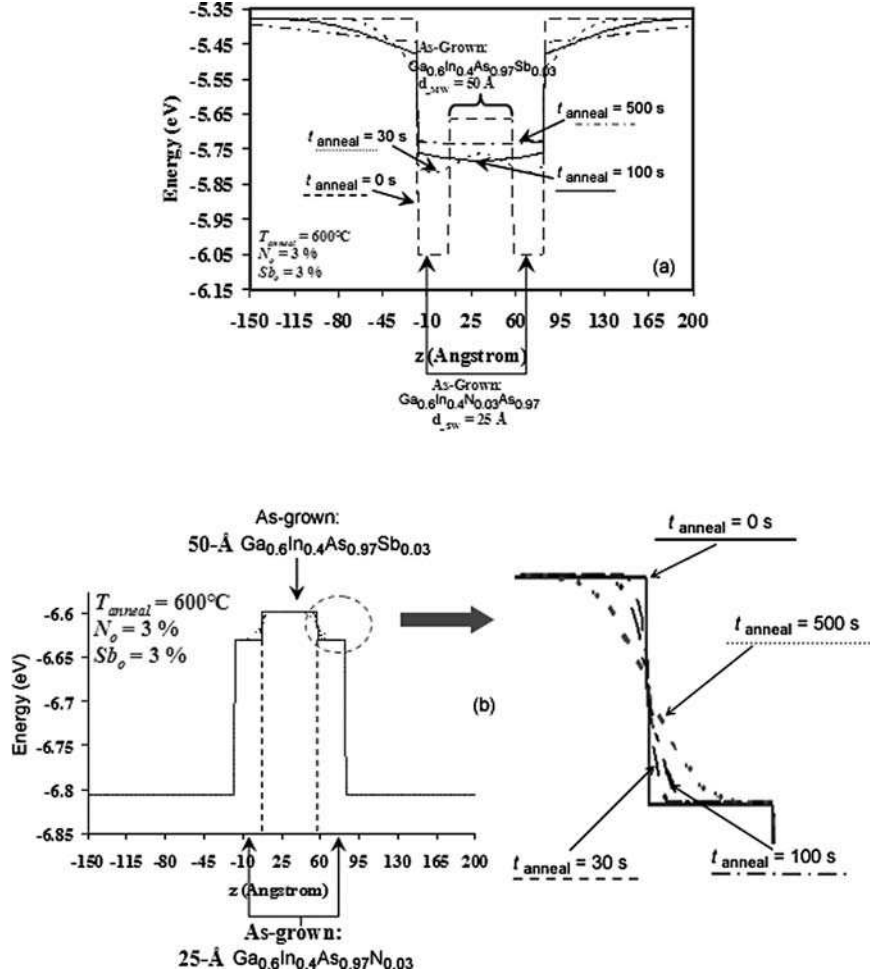 -5.35
-5.45
-5.55
-5.65
-5.75
-5.85
-5.95
-6.05
-6.15
Energy (eV)
As-Grown:
Ga0.6In0.4As0.97Sb0.03
d_MW = 50 Å
t anneal = 500 s
t anneal = 30 s
t anneal = 100 s
t anneal = 0 s
Tanneal = 600°C
No = 3 %
Sbo = 3 %
(a)
-150 -115 -80 -45 -10 25 60 95 130 165 200
z (Angstrom)
As-Grown:
Ga0.6In0.4N0.03As0.97
d_SW = 25 Å
As-grown:
50-Å Ga0.6In0.4As0.97Sb0.03
t anneal = 0 s
Tanneal = 600°C
No = 3 %
Sbo = 3 %
-6.6
-6.65
-6.7
-6.75
-6.8
-6.85
Energy (eV)
t anneal = 500 s
(b)
t anneal = 30 s
t anneal = 100 s
-150 -115 -80 -45 -10 25 60 95 130 165 200
z (Angstrom)
As-grown:
25-Å Ga0.6In0.4As0.97N0.03